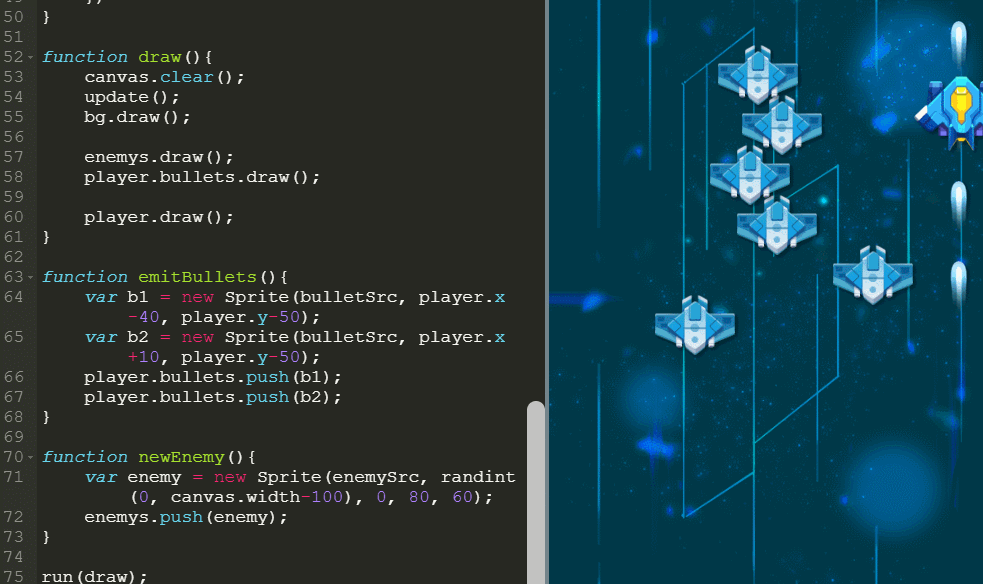 50 }
51
52 function draw(){
53 canvas.clear();
54 update();
55 bg.draw();
56
57 enemys.draw();
58 player.bullets.draw();
59
60 player.draw();
61 }
62
63 function emitBullets(){
64 var b1 = new Sprite(bulletSrc, player.x
-40, player.y-50);
65 var b2 = new Sprite(bulletSrc, player.x
+10, player.y-50);
66 player.bullets.push(b1);
67 player.bullets.push(b2);
68 }
69
70 function newEnemy(){
71 var enemy = new Sprite(enemySrc, randint
(0, canvas.width-100), 0, 80, 60);
72 enemys.push(enemy);
73 }
74
75 run(draw);